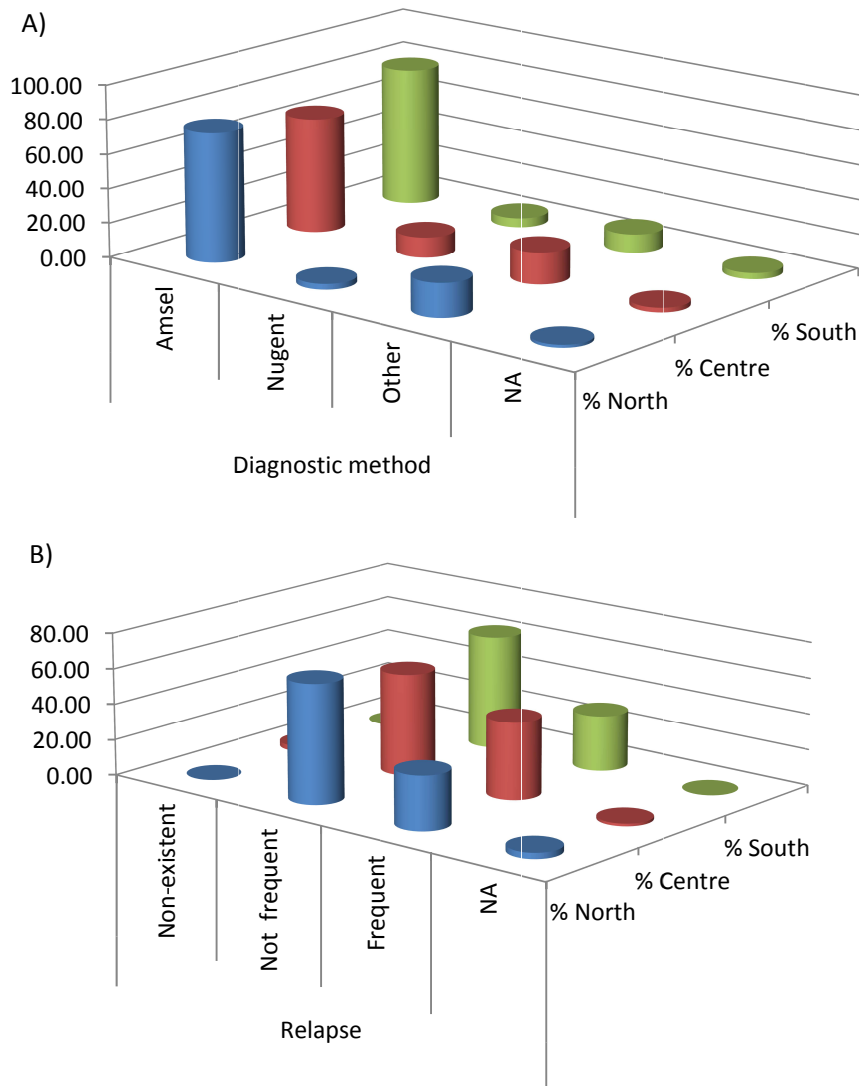 A)
100.00
80.00
60.00
40.00
20.00
0.00
Amsel
Nugent
Other
NA
% North
% Centre
% South
Diagnostic method
B)
80.00
60.00
40.00
20.00
0.00
Non-existent
Not frequent
Frequent
NA
% North
% Centre
% South
Relapse